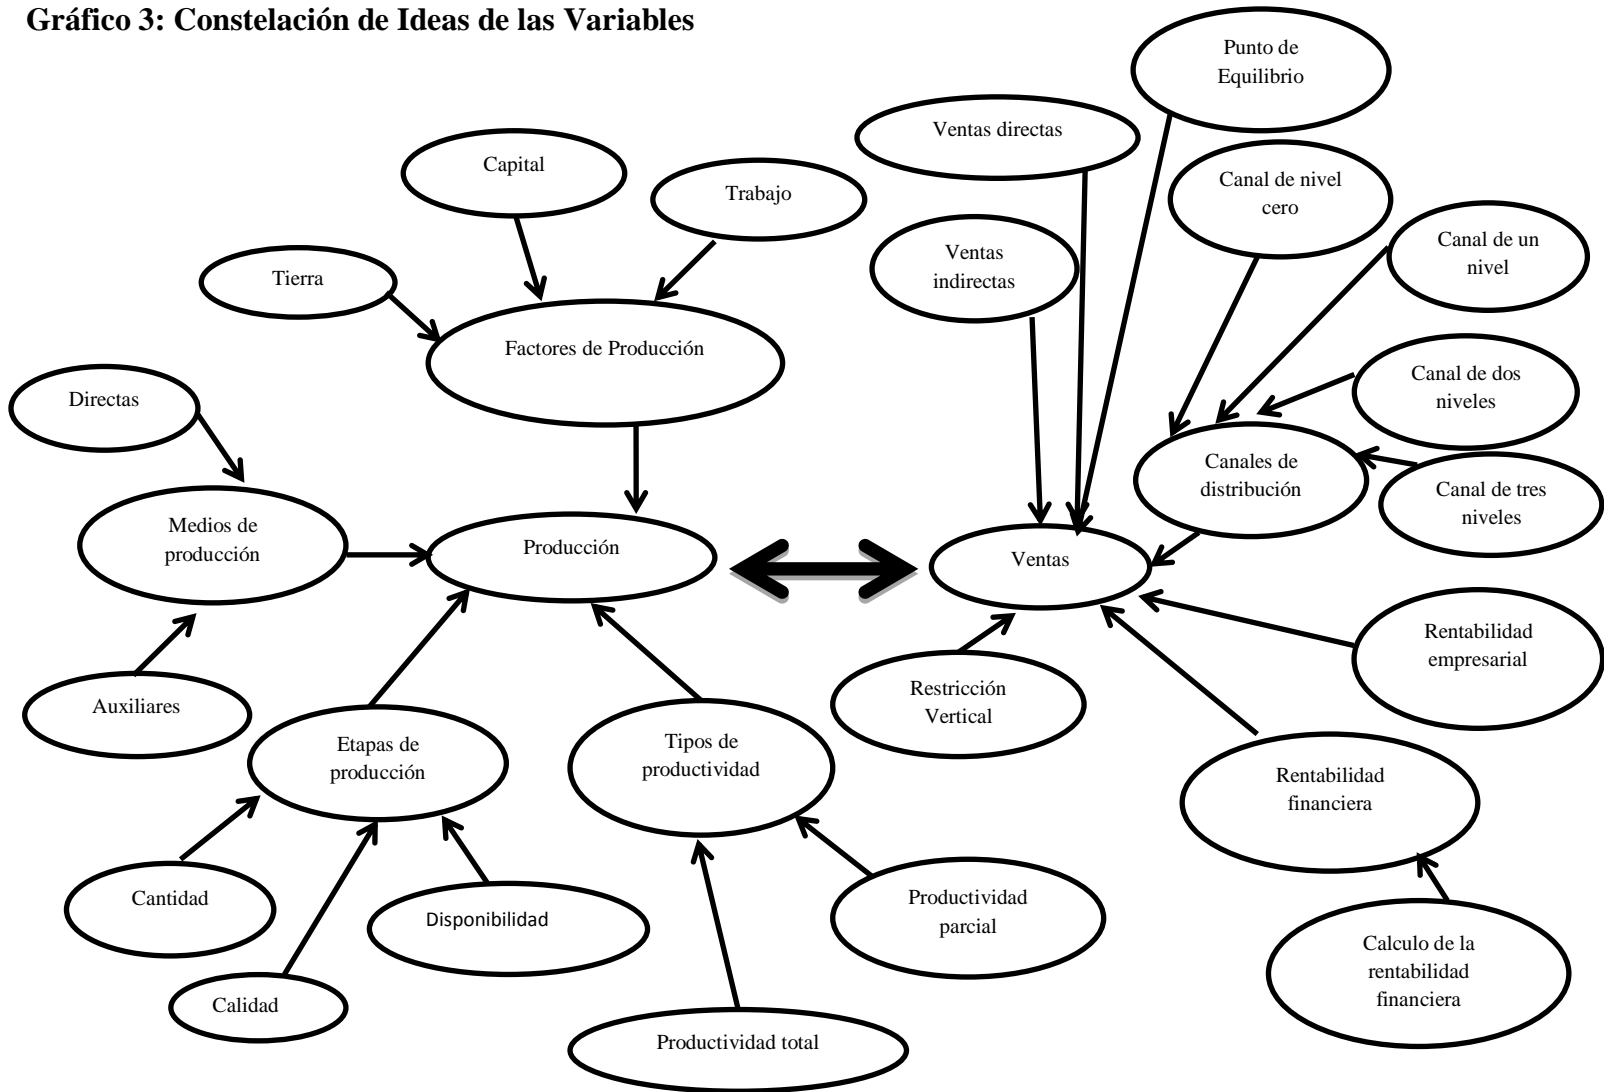 Gráfico 3: Constelación de Ideas de las Variables
Punto de
Equilibrio
Ventas directas
Capital
Trabajo
Canal de nivel
cero
Canal de un
nivel
Ventas
indirectas
Tierra
Factores de Producción
Directas
Canal de dos
niveles
Canales de
distribución
Canal de tres
niveles
Medios de
producción
Producción
Ventas
Rentabilidad
empresarial
Auxiliares
Restricción
Vertical
Etapas de
producción
Tipos de
productividad
Rentabilidad
financiera
Cantidad
Disponibilidad
Productividad
parcial
Calculo de la
rentabilidad
financiera
Calidad
Productividad total